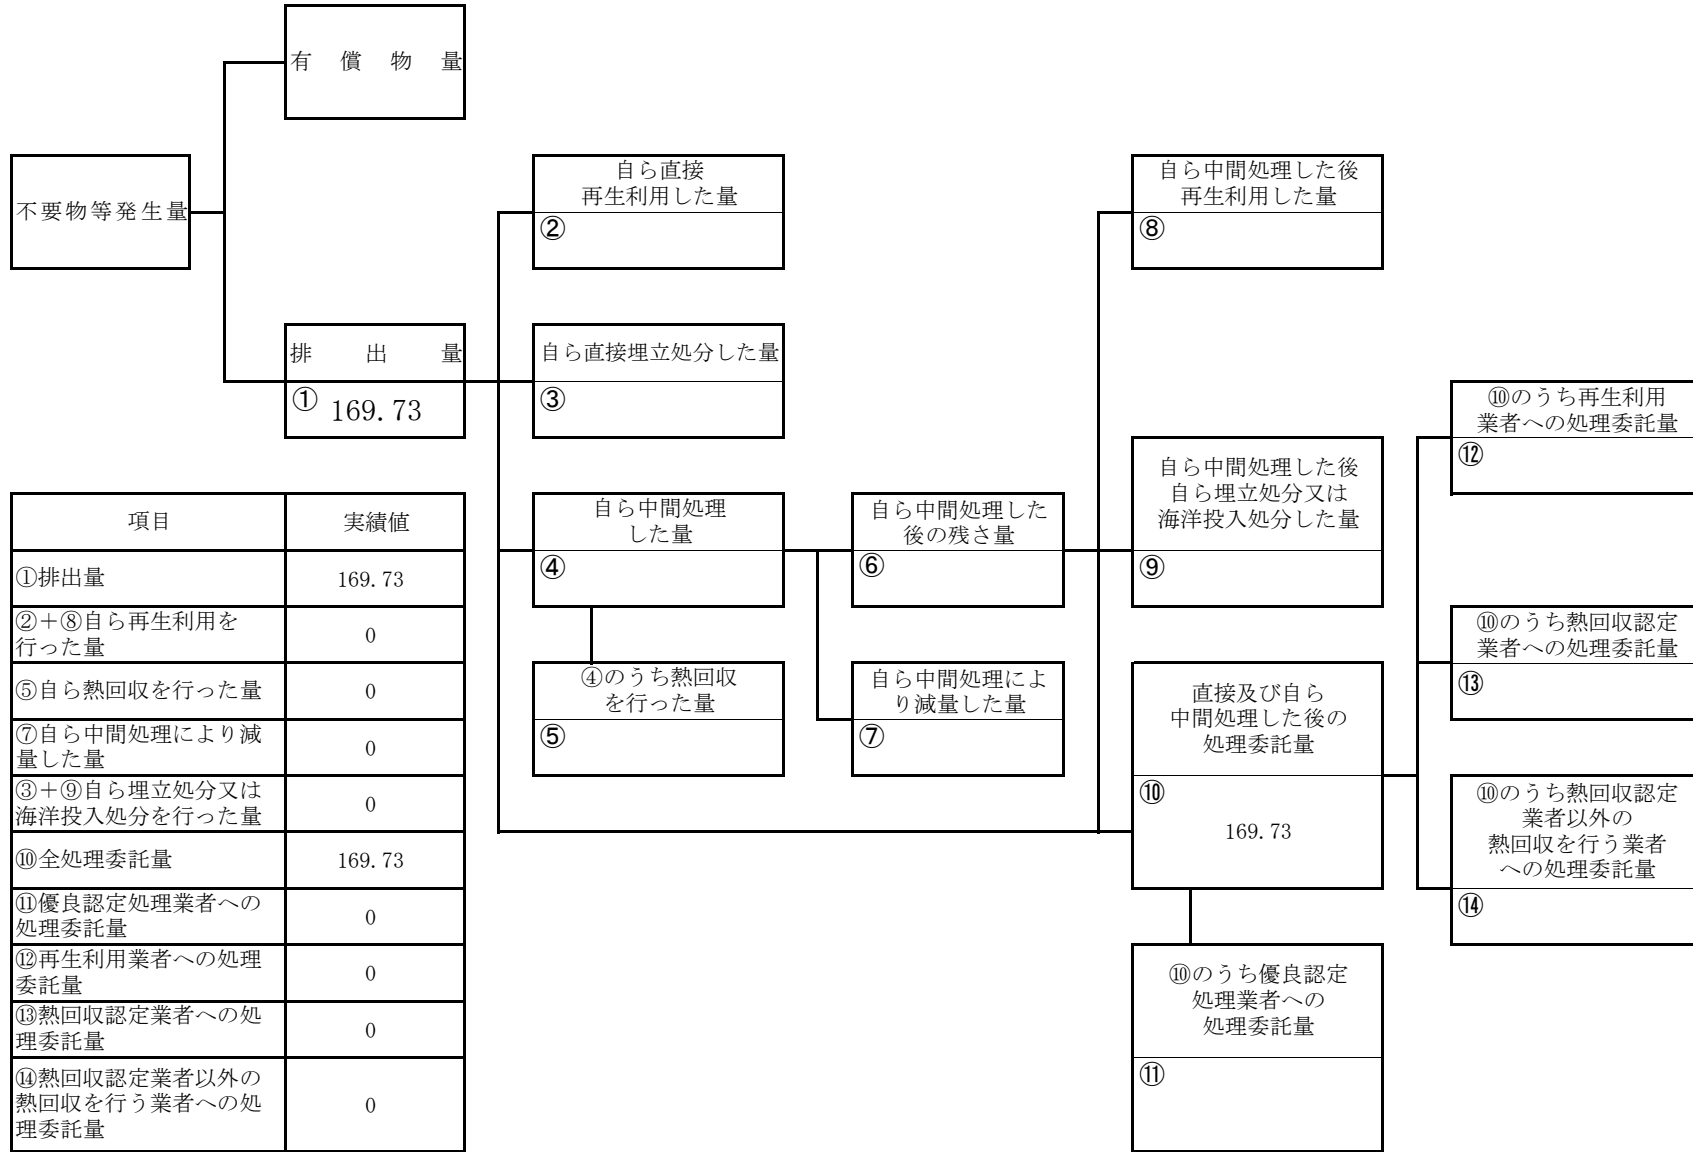 有償物量
不要物等発生量
排出量
① 169.73
自ら直接
再生利用した量
②
自ら直接埋立処分した量
③
自ら中間処理
した量
④
④のうち熱回収
を行った量
⑤
自ら中間処理した
後の残さ量
⑥
自ら中間処理によ
り減量した量
⑦
自ら中間処理した後
再生利用した量
⑧
自ら中間処理した後
自ら埋立処分又は
海洋投入処分した量
⑨
直接及び自ら
中間処理した後の
処理委託量
⑩
169.73
⑩のうち優良認定
処理業者への
処理委託量
⑪
⑩のうち再生利用
業者への処理委託量
⑫
⑩のうち熱回収認定
業者への処理委託量
⑬
⑩のうち熱回収認定
業者以外の
熱回収を行う業者
への処理委託量
⑭
項目 実績値
①排出量 169.73
②+⑧自ら再生利用を
行った量 0
⑤自ら熱回収を行った量 0
⑦自ら中間処理により減
量した量 0
③+⑨自ら埋立処分又は
海洋投入処分を行った量 0
⑩全処理委託量 169.73
⑪優良認定処理業者への
処理委託量 0
⑫再生利用業者への処理
委託量 0
⑬熱回収認定業者への処
理委託量 0
⑭熱回収認定業者以外の
熱回収を行う業者への処
理委託量 0